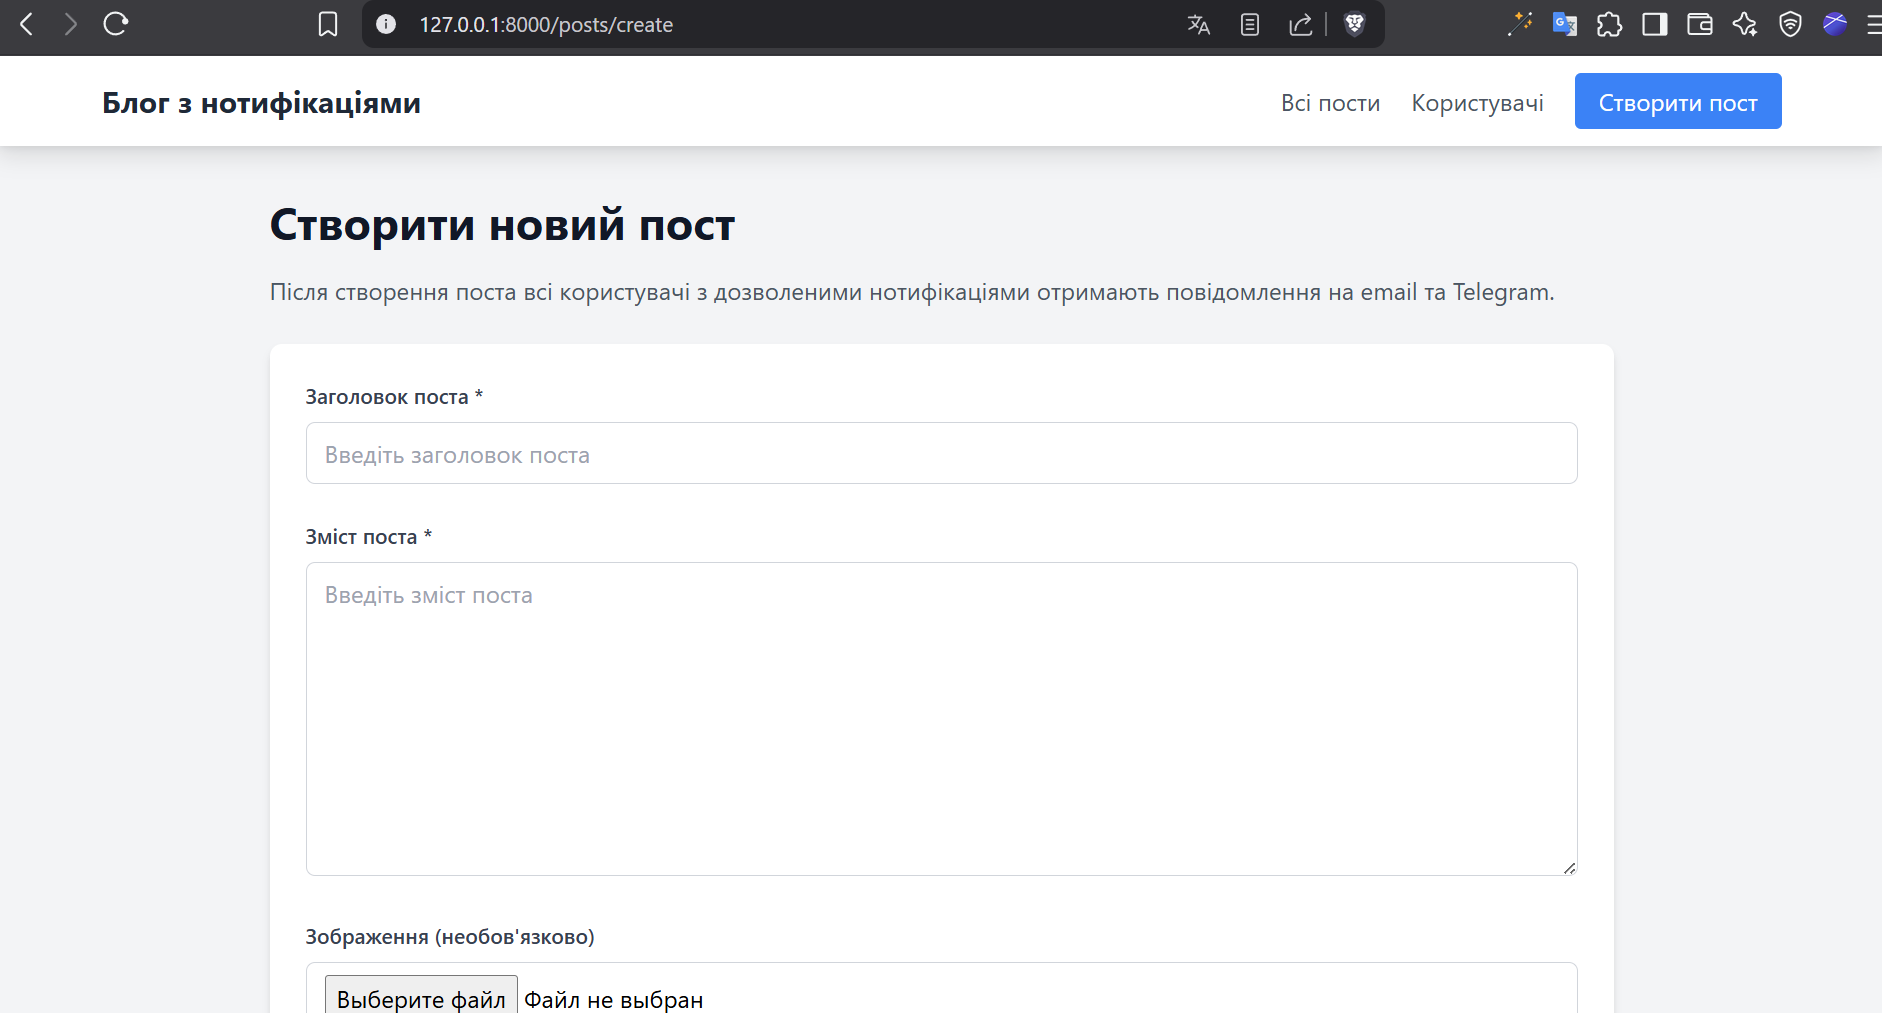 127.0.0.1:8000/posts/create
Блог з нотифікаціями
Всі пости
Користувачі
Створити пост
Створити новий пост
Після створення поста всі користувачі з дозволеними нотифікаціями отримають повідомлення на email та Telegram.
Заголовок поста *
Введіть заголовок поста
Зміст поста *
Введіть зміст поста
Зображення (необов'язково)
Выберите файл Файл не выбран